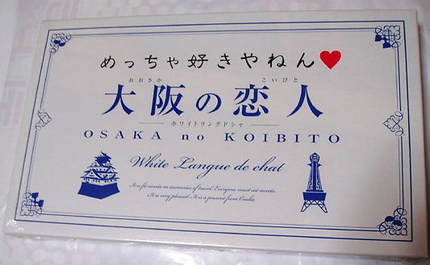 めっちゃ好きやねん♥
おおさか こいびと
大阪の恋人
ホワイトラングドシャ
OSAKA no KOIBITO
White Langue de chat